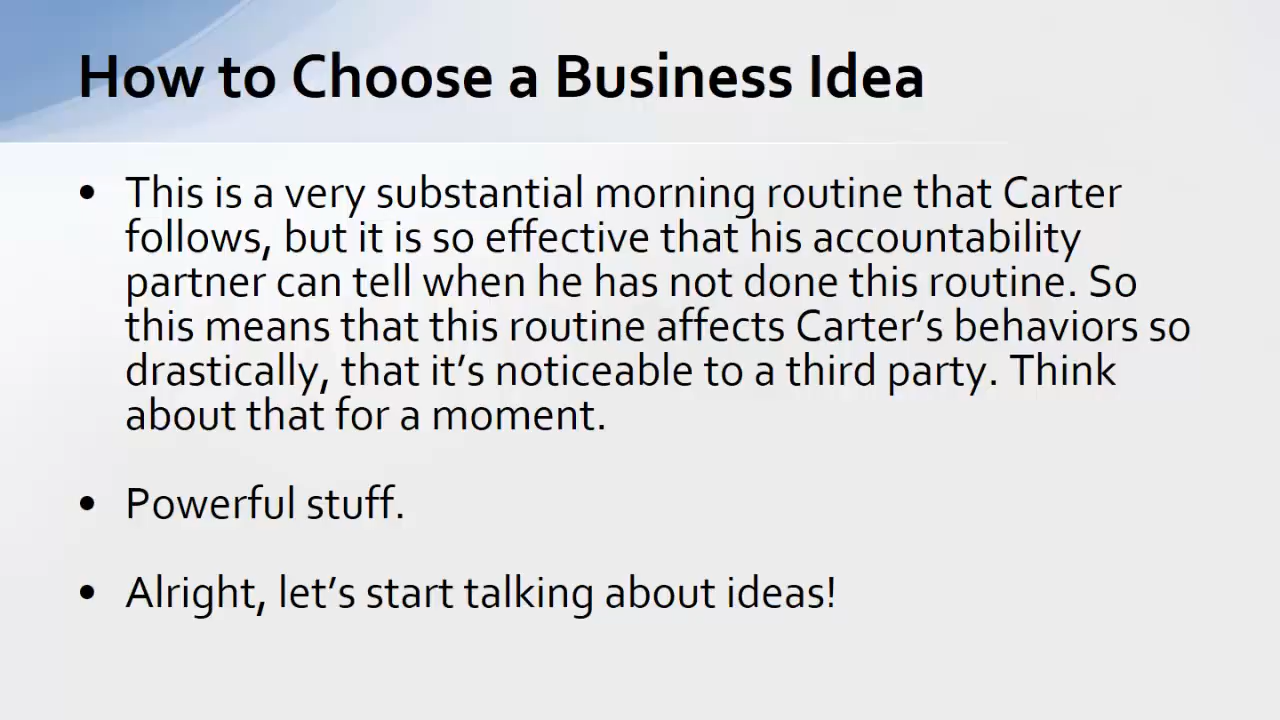 How to Choose a Business Idea
• This is a very substantial morning routine that Carter
follows, but it is so effective that his accountability
partner can tell when he has not done this routine. So
this means that this routine affects Carter’s behaviors so
drastically, that it’s noticeable to a third party. Think
about that for a moment.
• Powerful stuff.
• Alright, let’s start talking about ideas!